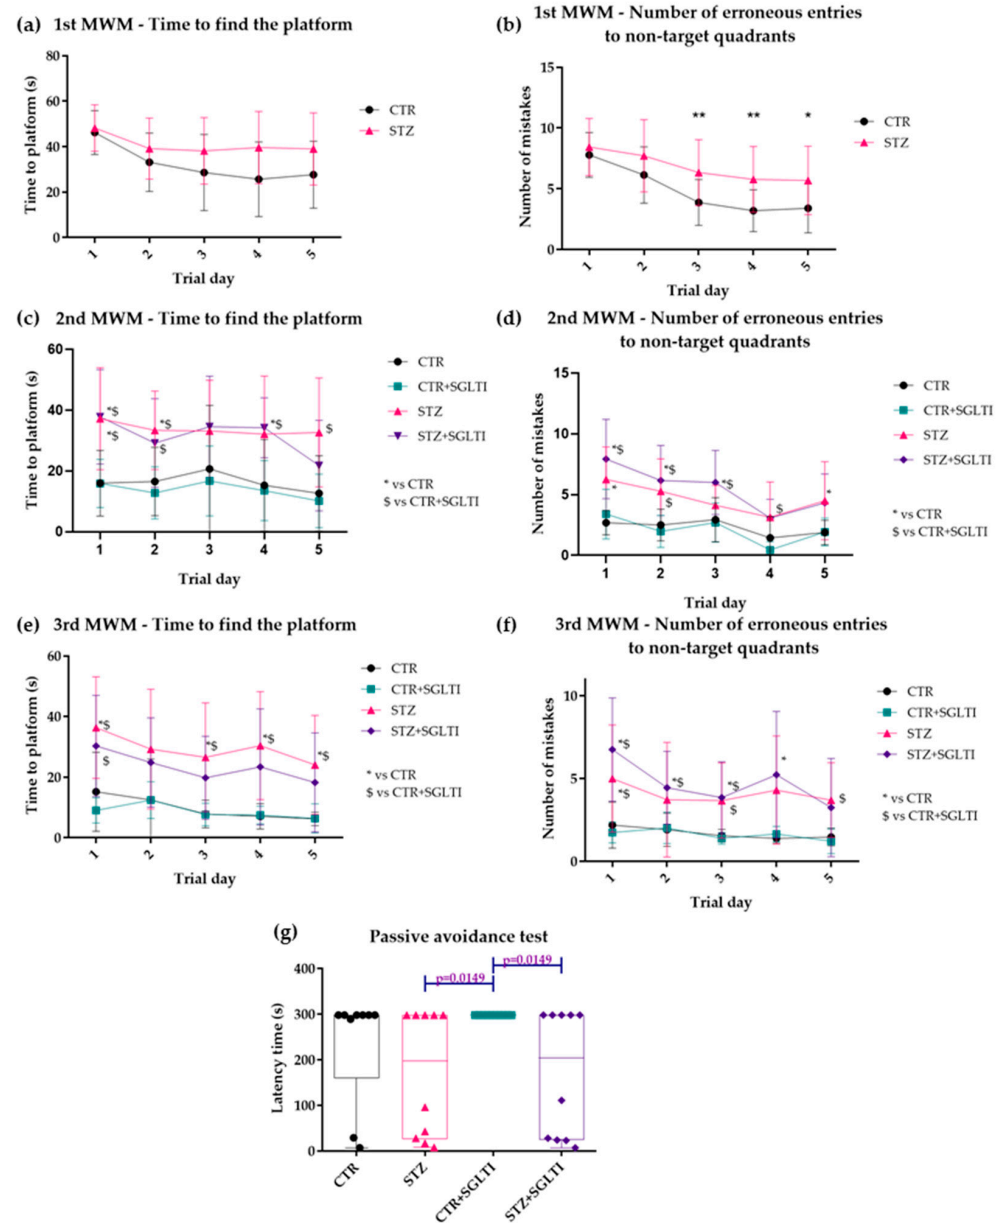 (a) 1st MWM - Time to find the platform
Time to platform (s)
80
60
40
20
0
1 2 3 4 5
Trial day
CTR
STZ
(b) 1st MWM - Number of erroneous entries
to non-target quadrants
Number of mistakes
15
10
5
0
** ** *
1 2 3 4 5
Trial day
CTR
STZ
(c) 2nd MWM - Time to find the platform
Time to platform (s)
60
40
20
0
*$ *$ *$ $
*$ $
1 2 3 4 5
Trial day
CTR
CTR+SGLTI
STZ
STZ+SGLTI
* vs CTR
$ vs CTR+SGLTI
(d) 2nd MWM - Number of erroneous entries
to non-target quadrants
Number of mistakes
15
10
5
0
*$ *$ *$ $ *
* $
1 2 3 4 5
Trial day
CTR
CTR+SGLTI
STZ
STZ+SGLTI
* vs CTR
$ vs CTR+SGLTI
(e) 3rd MWM - Time to find the platform
Time to platform (s)
60
40
20
0
*$ *$ *$ *$
$
1 2 3 4 5
Trial day
CTR
CTR+SGLTI
STZ
STZ+SGLTI
* vs CTR
$ vs CTR+SGLTI
(f) 3rd MWM - Number of erroneous entries
to non-target quadrants
Number of mistakes
10
5
0
*$ *$ *$ * $
*$ $
1 2 3 4 5
Trial day
CTR
CTR+SGLTI
STZ
STZ+SGLTI
* vs CTR
$ vs CTR+SGLTI
(g) Passive avoidance test
Latency time (s)
400
300
200
100
0
p=0.0149
p=0.0149
CTR
STZ
CTR+SGLTI
STZ+SGLTI